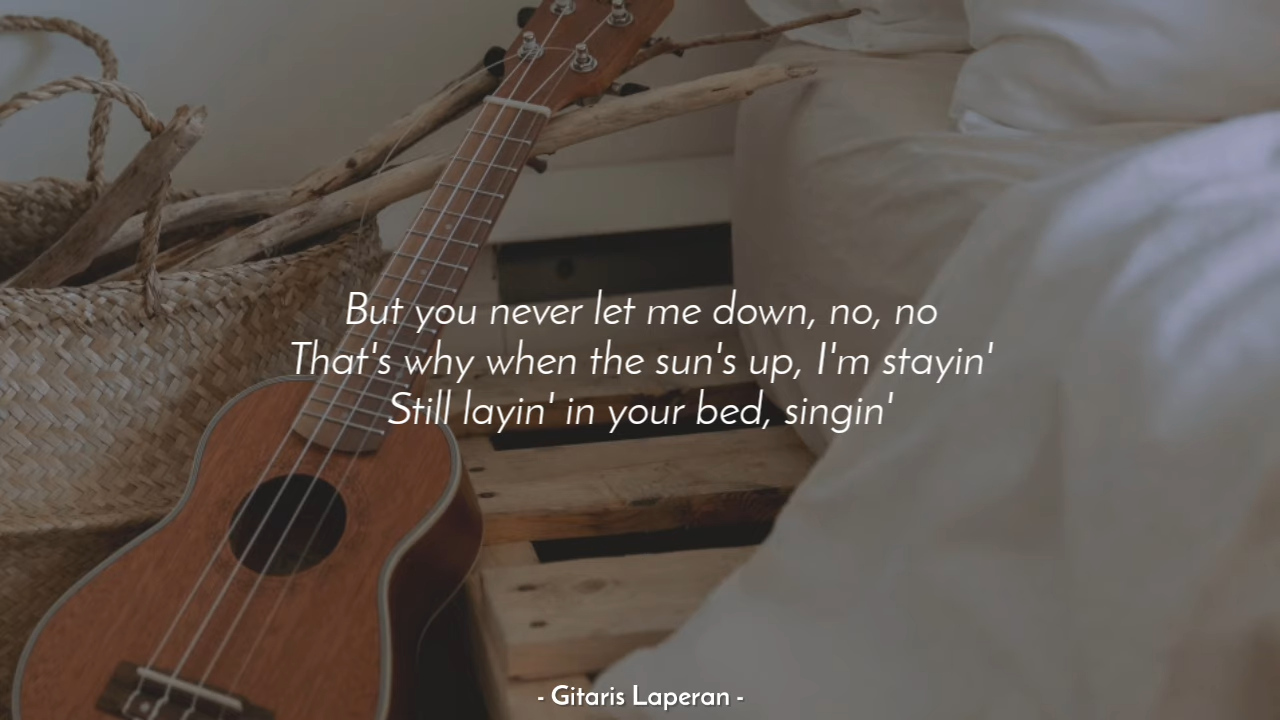 But you never let me down, no, no
That's why when the sun's up, I'm stayin'
Still layin' in your bed, singin'
- Gitaris Laperan -